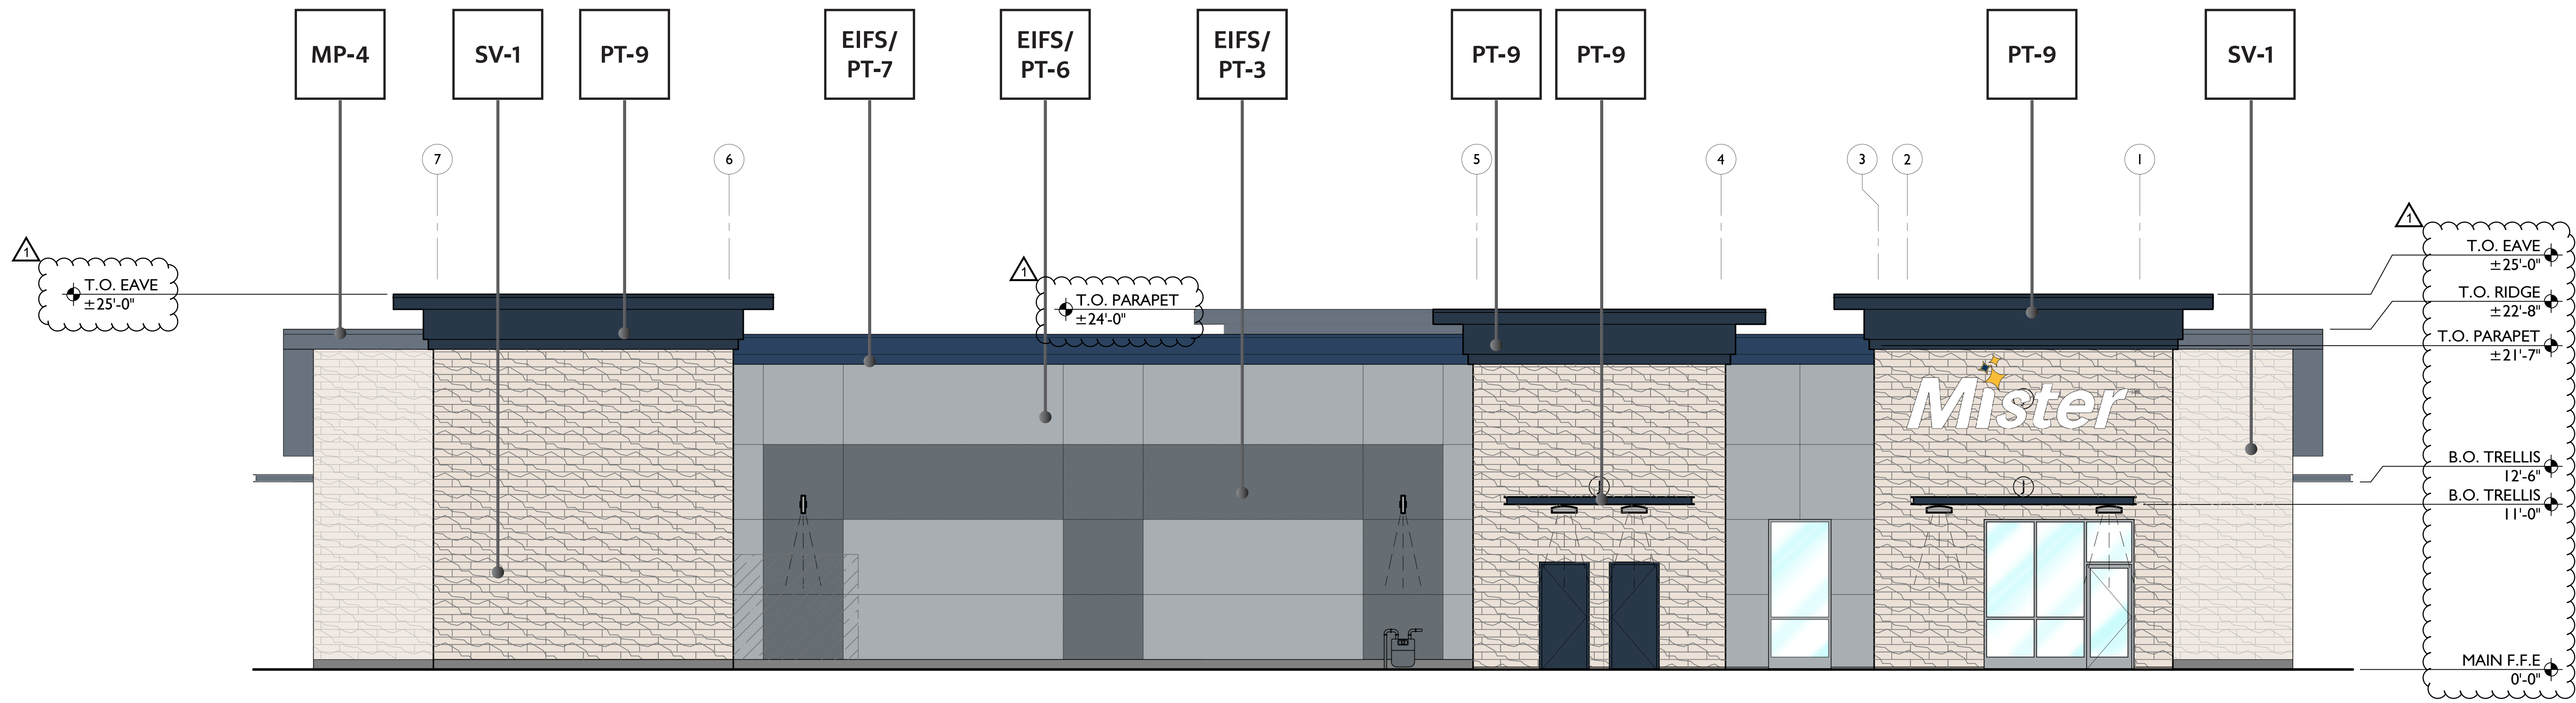 MP-4
SV-1
PT-9
EIFS/
PT-7
EIFS/
PT-6
EIFS/
PT-3
PT-9
PT-9
PT-9
SV-1
7
6
5
4
3
2
1
1
T.O. EAVE
±25'-0"
1
T.O. PARAPET
±24'-0"
1
T.O. EAVE
±25'-0"
T.O. RIDGE
±22'-8"
T.O. PARAPET
±21'-7"
Mister
B.O. TRELLIS
12'-6"
J
J
B.O. TRELLIS
11'-0"
MAIN F.F.E
0'-0"